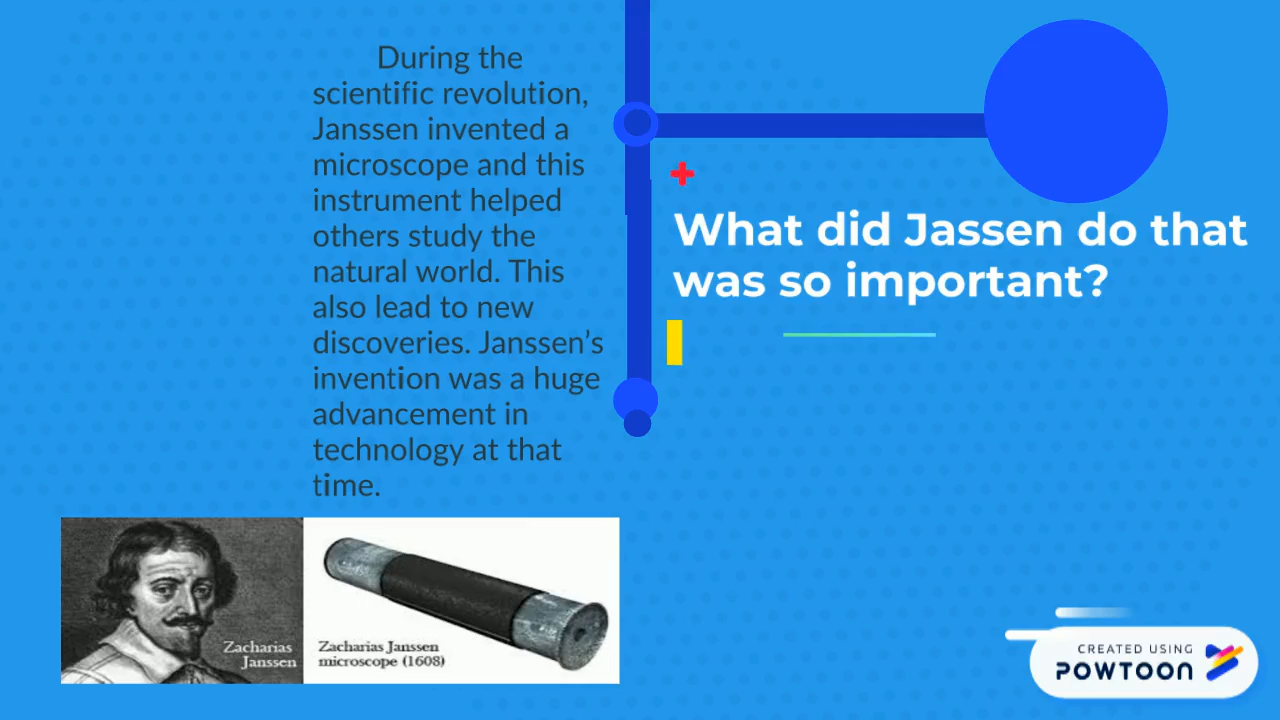 During the
scientific revolution,
Janssen invented a
microscope and this
instrument helped
others study the
natural world. This
also lead to new
discoveries. Janssen’s
invention was a huge
advancement in
technology at that
time.
What did Jassen do that
was so important?
Zacharias
Janssen
Zacharias Janssen
microscope (1608)
CREATED USING
POWTOON